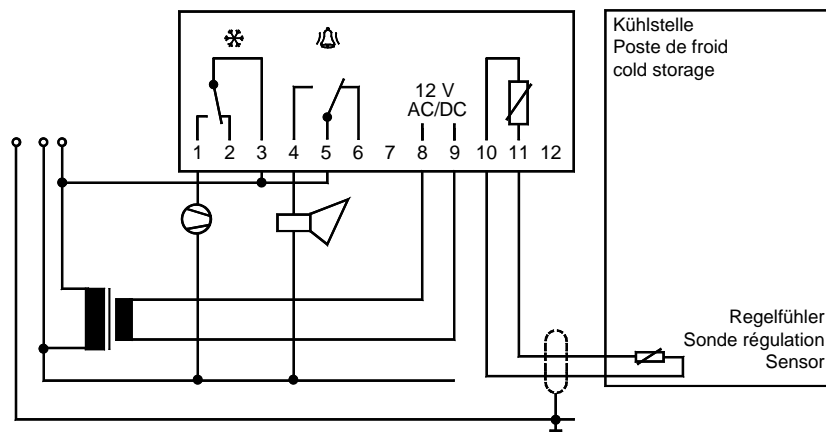 Kühlstelle
Poste de froid
cold storage
12 V
AC/DC
1 2 3 4 5 6 7 8 9 10 11 12
Regelfühler
Sonde régulation
Sensor